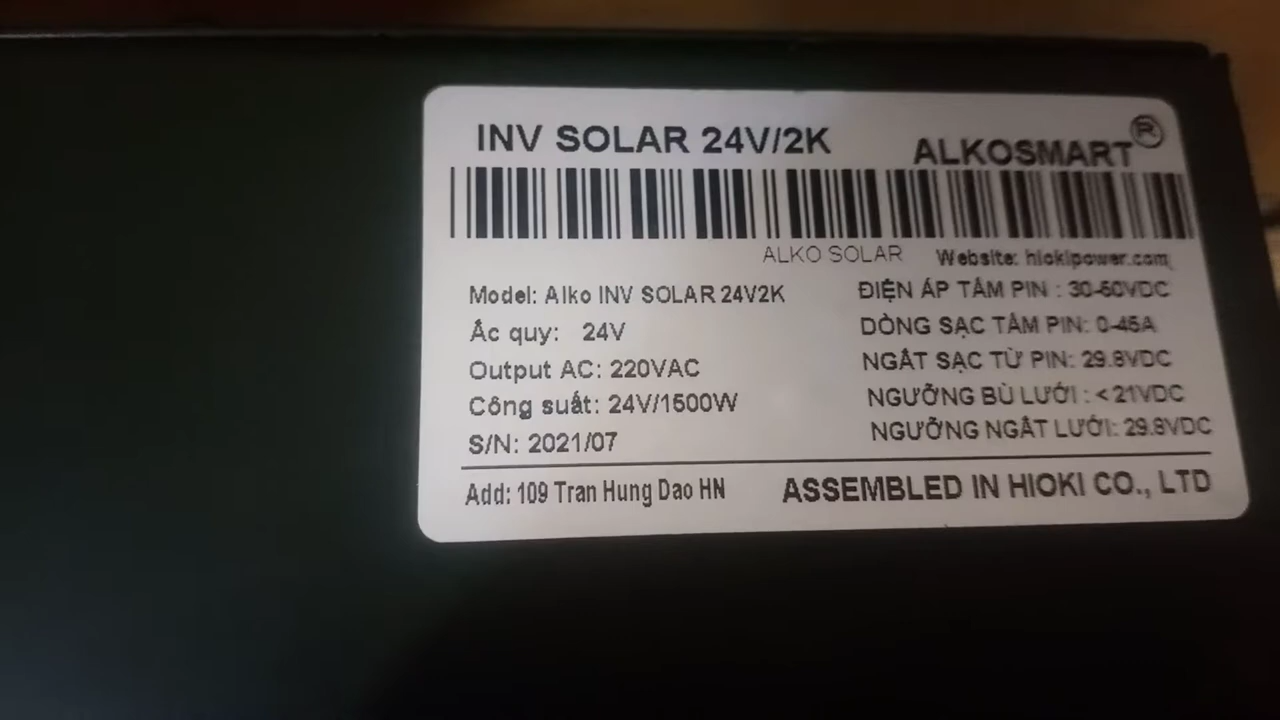 INV SOLAR 24V/2K
ALKOSMART®
ALKO SOLAR
Website: hiokipower.com
Model: Alko INV SOLAR 24V2K
Ắc quy: 24V
Output AC: 220VAC
Công suất: 24V/1500W
S/N: 2021/07
ĐIỆN ÁP TẤM PIN : 30-60VDC
DÒNG SẠC TẤM PIN: 0-45A
NGẮT SẠC TỪ PIN: 29.8VDC
NGƯỠNG BÙ LƯỚI : < 21VDC
NGƯỠNG NGẮT LƯỚI: 29.8VDC
Add: 109 Tran Hung Dao HN
ASSEMBLED IN HIOKI CO., LTD